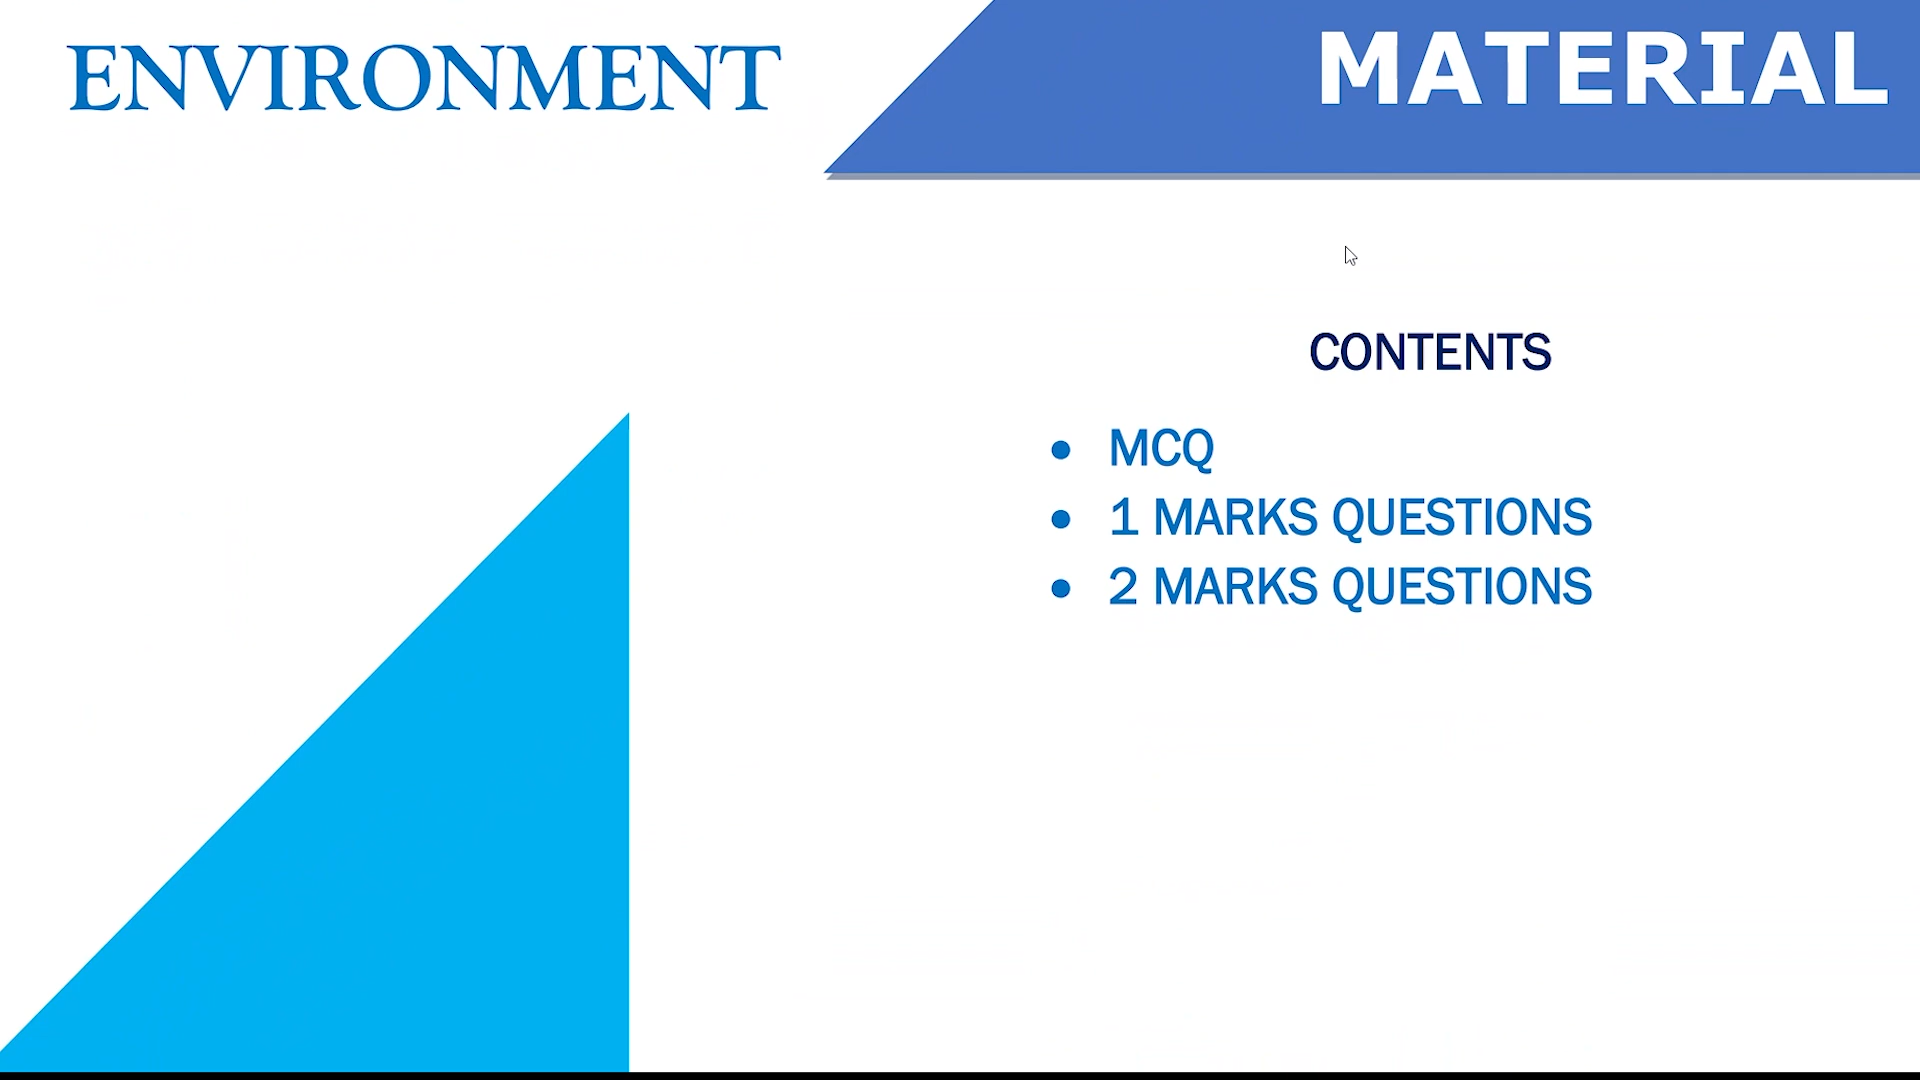 ENVIRONMENT
MATERIAL
CONTENTS
• MCQ
• 1 MARKS QUESTIONS
• 2 MARKS QUESTIONS